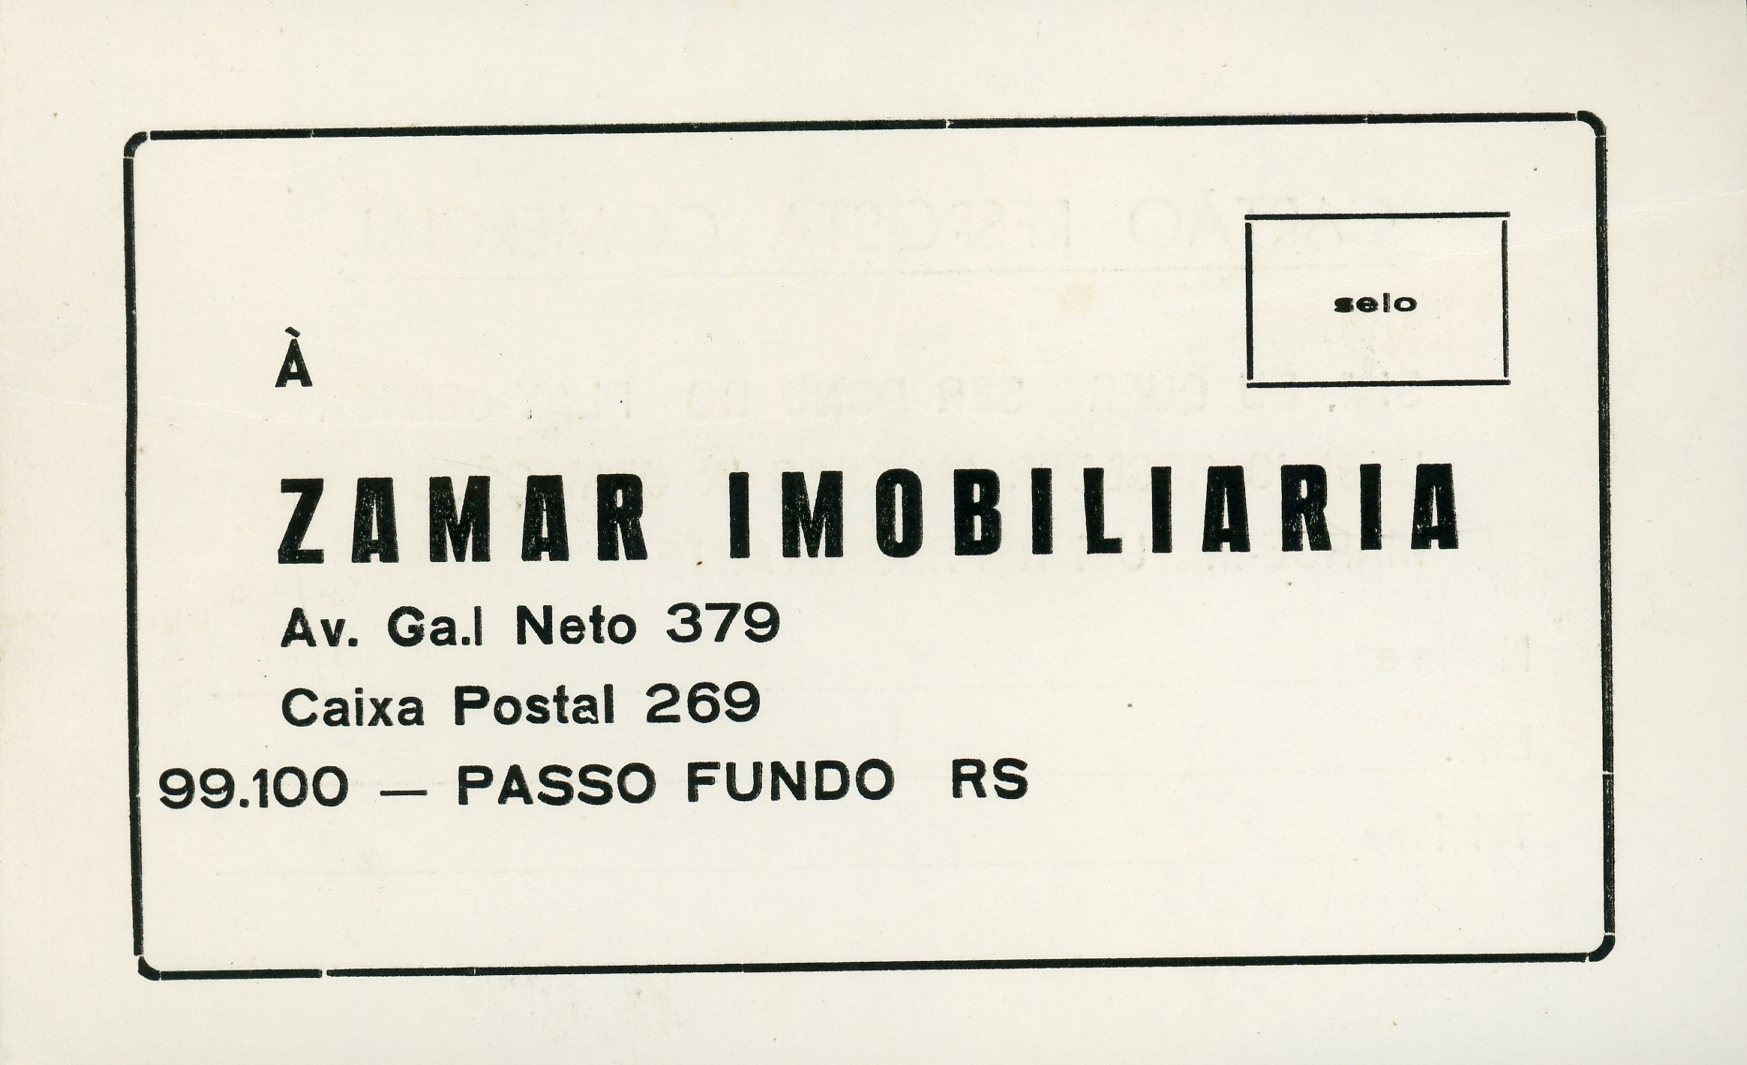 selo
À
ZAMAR IMOBILIARIA
Av. Ga.l Neto 379
Caixa Postal 269
99.100 — PASSO FUNDO RS